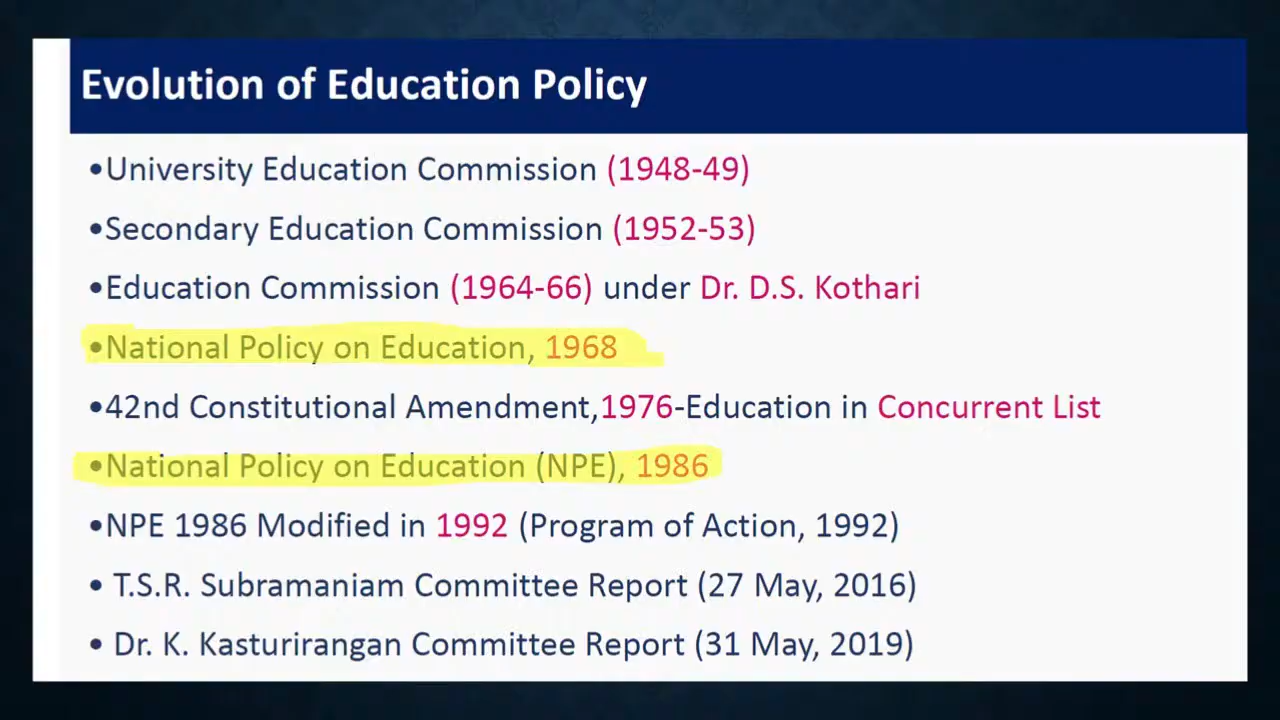 Evolution of Education Policy
•University Education Commission (1948-49)
•Secondary Education Commission (1952-53)
•Education Commission (1964-66) under Dr. D.S. Kothari
•National Policy on Education, 1968
•42nd Constitutional Amendment,1976-Education in Concurrent List
•National Policy on Education (NPE), 1986
•NPE 1986 Modified in 1992 (Program of Action, 1992)
• T.S.R. Subramaniam Committee Report (27 May, 2016)
• Dr. K. Kasturirangan Committee Report (31 May, 2019)